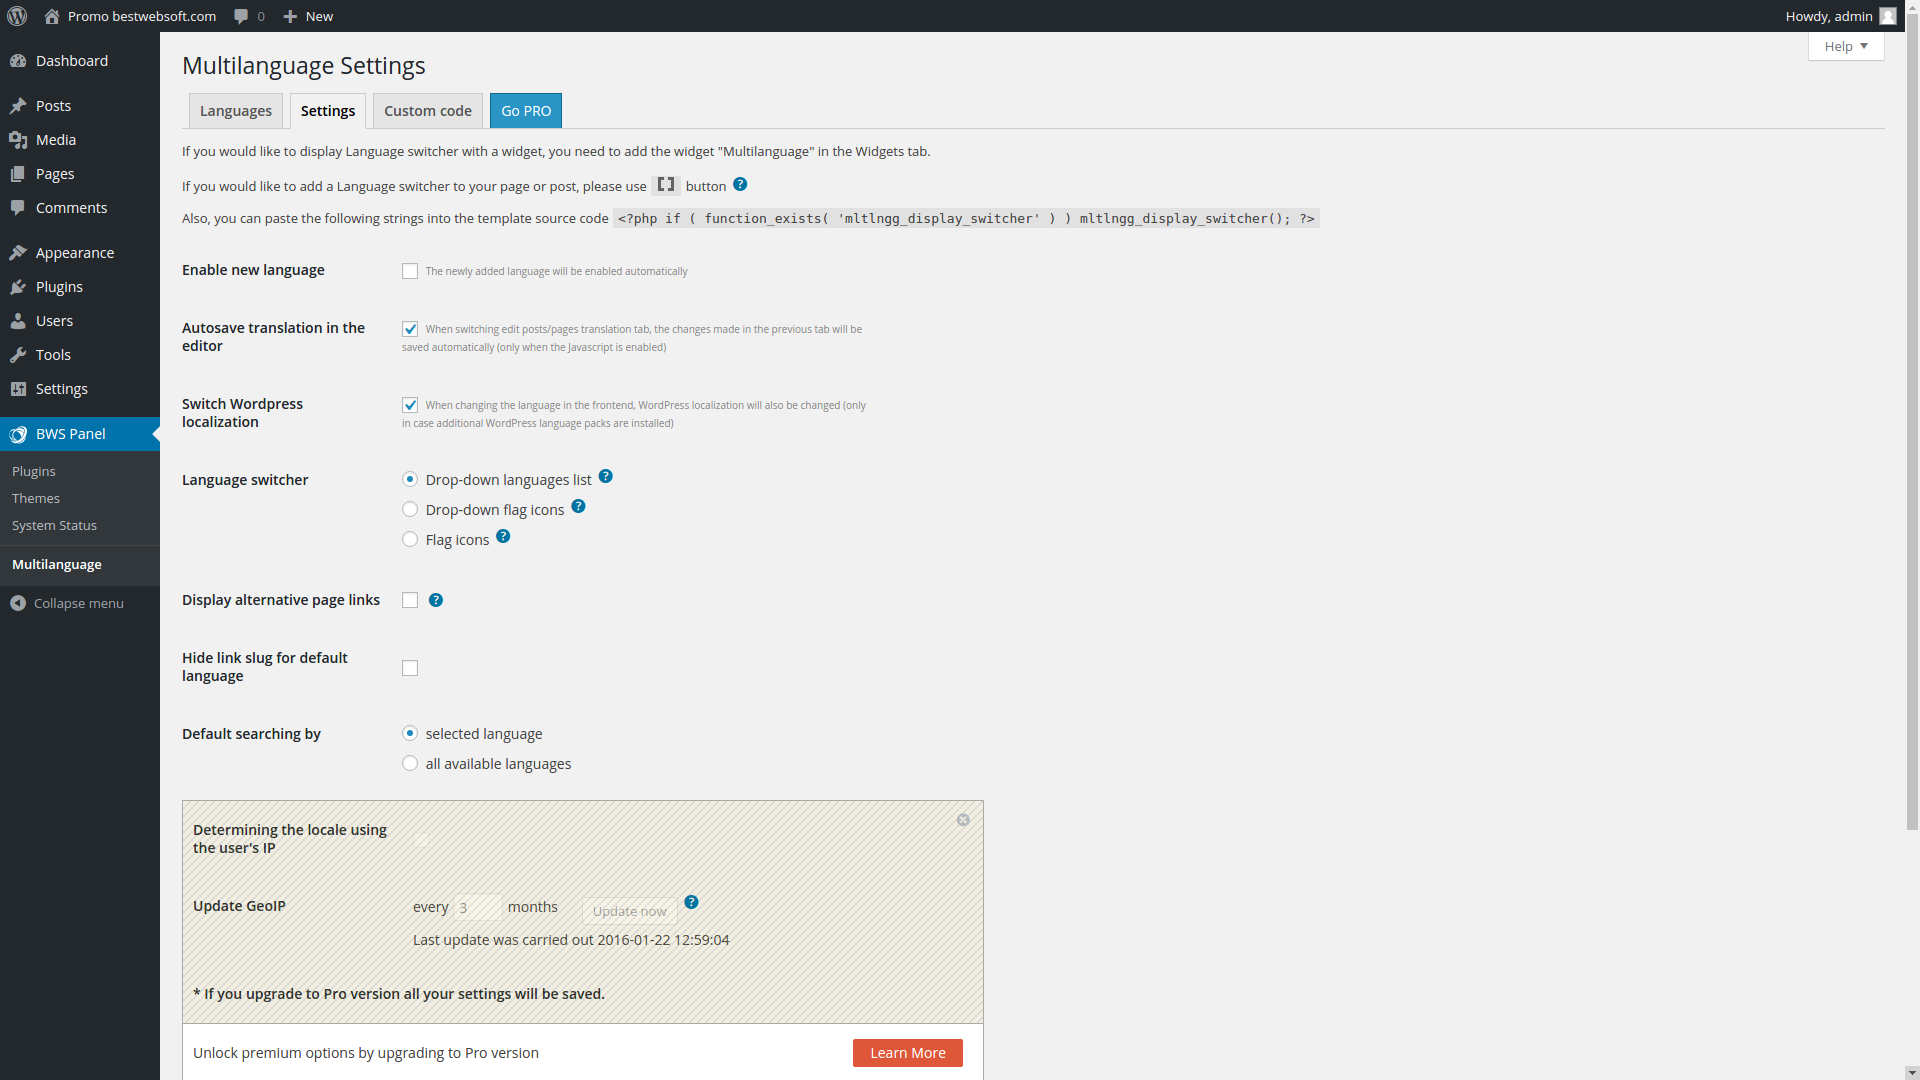 Promo bestwebsoft.com
0
New
Howdy, admin
Help
Dashboard
Posts
Media
Pages
Comments
Appearance
Plugins
Users
Tools
Settings
BWS Panel
Plugins
Themes
System Status
Multilanguage
Collapse menu
Multilanguage Settings
Languages
Settings
Custom code
Go PRO
If you would like to display Language switcher with a widget, you need to add the widget "Multilanguage" in the Widgets tab.
If you would like to add a Language switcher to your page or post, please use [] button ?
Also, you can paste the following strings into the template source code <?php if ( function_exists( 'mltlngg_display_switcher' ) ) mltlngg_display_switcher(); ?>
Enable new language
The newly added language will be enabled automatically
Autosave translation in the
editor
When switching edit posts/pages translation tab, the changes made in the previous tab will be
saved automatically (only when the Javascript is enabled)
Switch Wordpress
localization
When changing the language in the frontend, WordPress localization will also be changed (only
in case additional WordPress language packs are installed)
Language switcher
Drop-down languages list ?
Drop-down flag icons ?
Flag icons ?
Display alternative page links
?
Hide link slug for default
language
Default searching by
selected language
all available languages
Determining the locale using
the user's IP
Update GeoIP
every 3 months
Update now
?
Last update was carried out 2016-01-22 12:59:04
* If you upgrade to Pro version all your settings will be saved.
Unlock premium options by upgrading to Pro version
Learn More